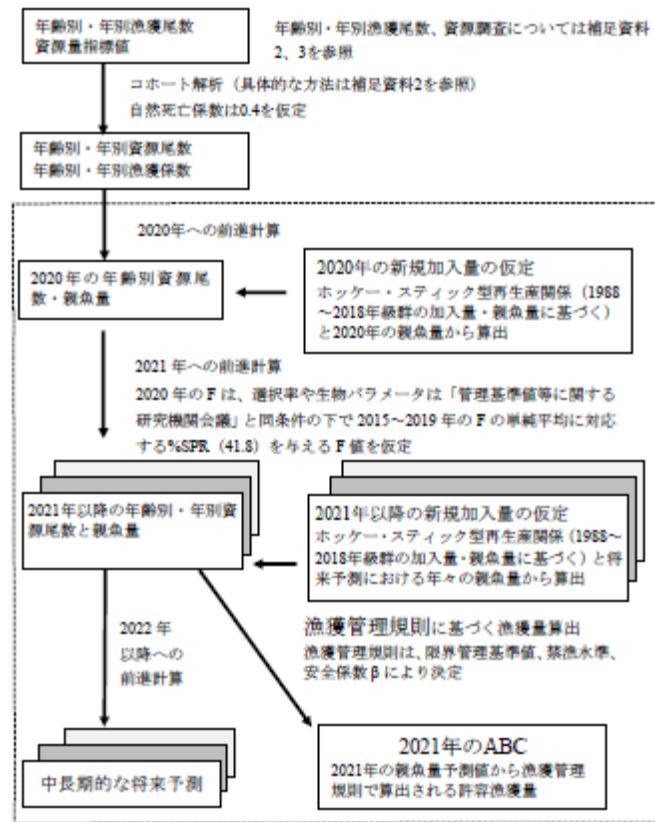 年齢別・年別漁獲尾数
資源量指標値
年齢別・年別漁獲尾数、資源調査については補足資料
2、3を参照
コホート解析（具体的な方法は補足資料2を参照）
自然死亡係数は0.4を仮定
年齢別・年別資源尾数
年齢別・年別漁獲係数
2020年への前進計算
2020年の年齢別資源尾
数・親魚量
2020年の新規加入量の仮定
ホッケー・スティック型再生産関係（1988
～2018年級群の加入量・親魚量に基づく）
と2020年の親魚量から算出
2021年への前進計算
2020年のFは、選択率や生物パラメータは「管理基準値等に関する
研究機関会議」と同条件の下で2015～2019年のFの単純平均に対応
する%SPR（41.8）を与えるF値を仮定
2021年以降の年齢別・年別資
源尾数と親魚量
2021年以降の新規加入量の仮定
ホッケー・スティック型再生産関係（1988～
2018年級群の加入量・親魚量に基づく）と将
来予測における年々の親魚量から算出
2022年
以降への
前進計算
漁獲管理規則に基づく漁獲量算出
漁獲管理規則は、限界管理基準値、禁漁水準、
安全係数βにより決定
中長期的な将来予測
2021年のABC
2021年の親魚量予測値から漁獲管理
規則で算出される許容漁獲量